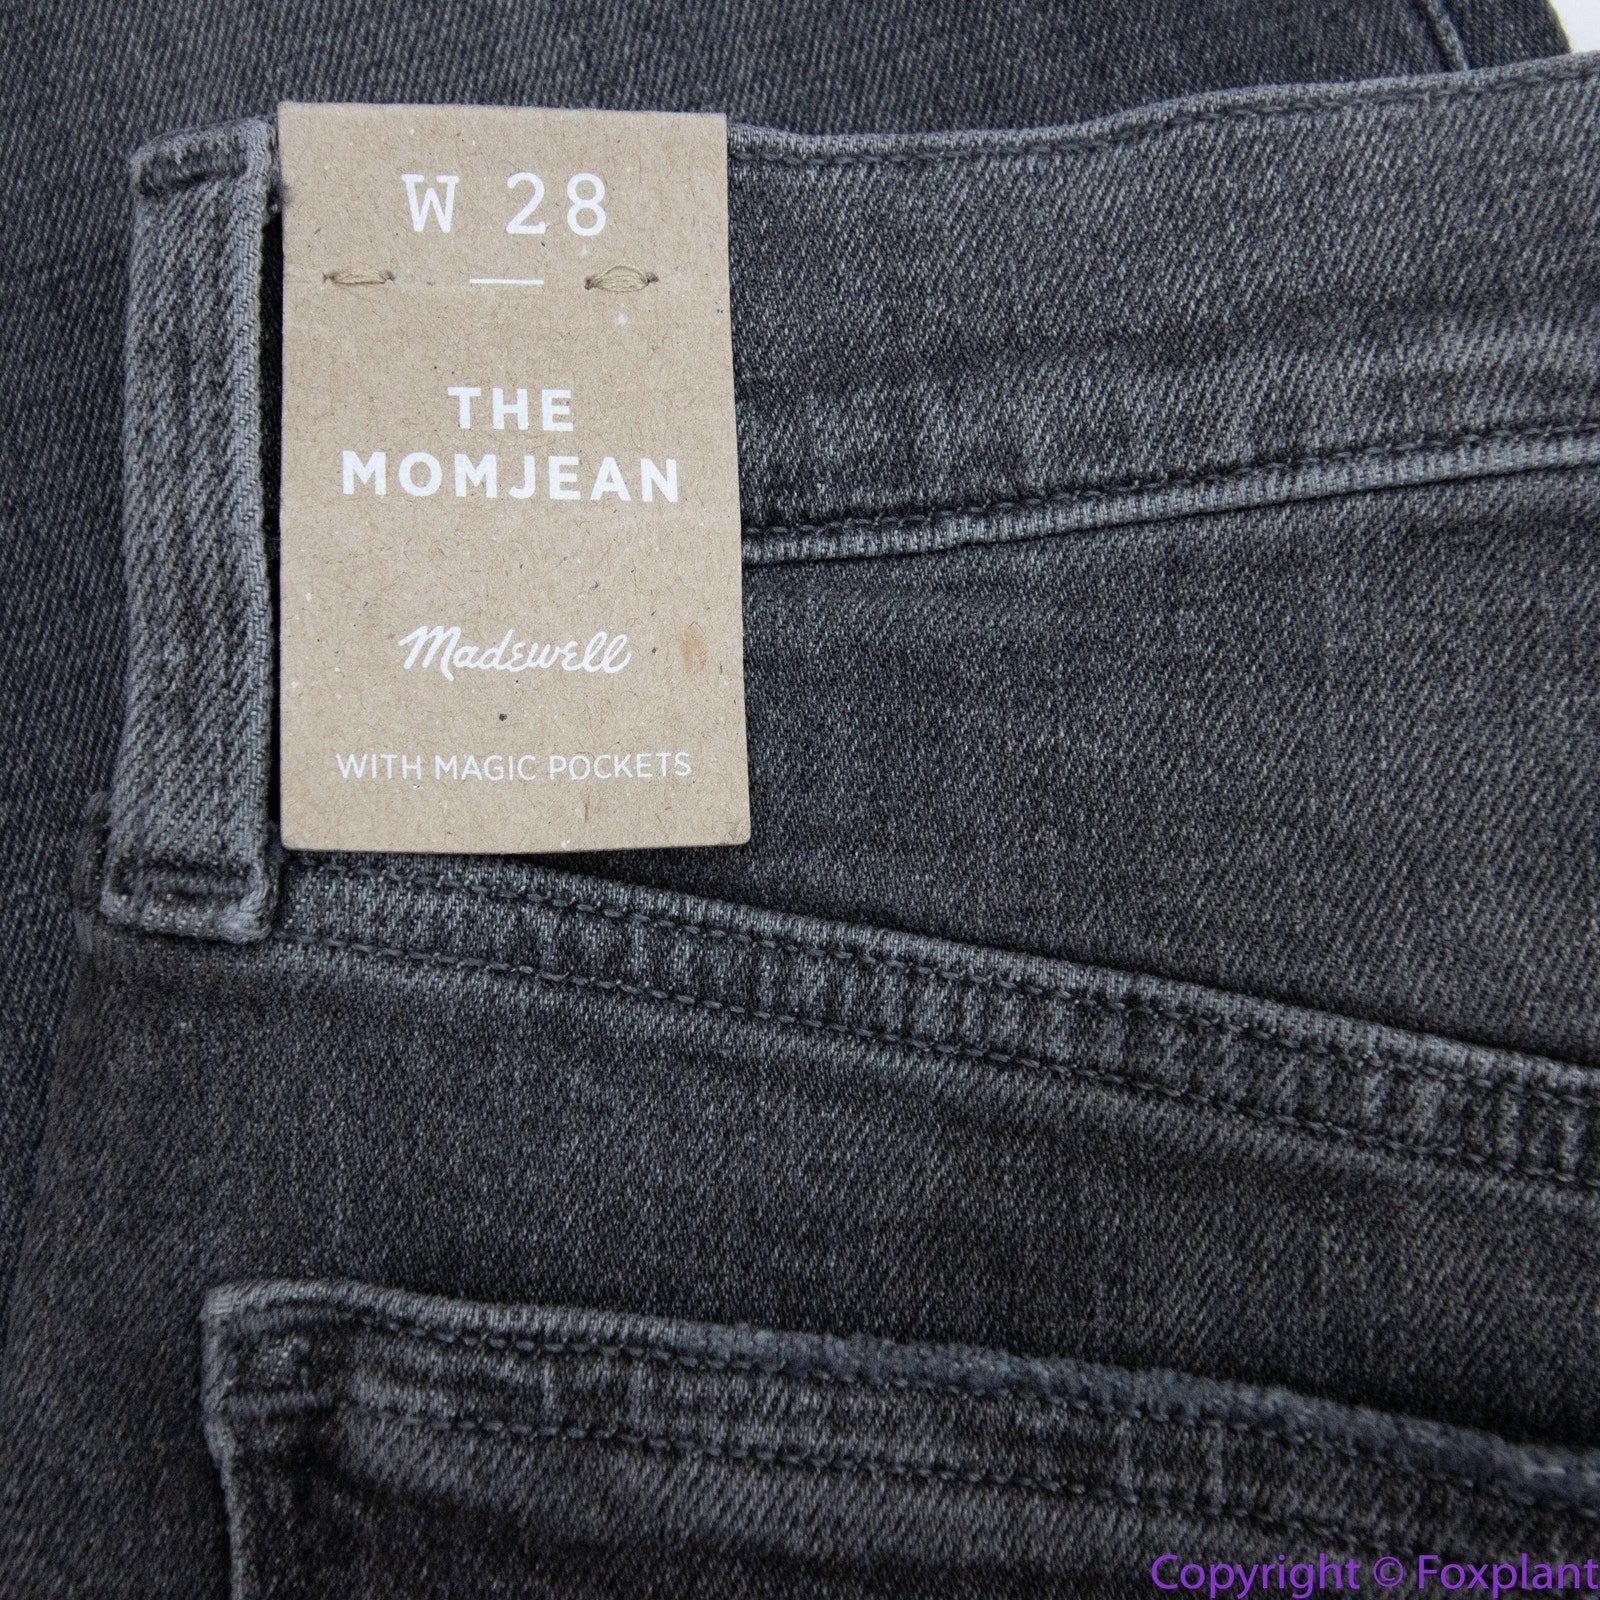 W 28
THE
MOMJEAN
Madewell
WITH MAGIC POCKETS
Copyright © Foxplant